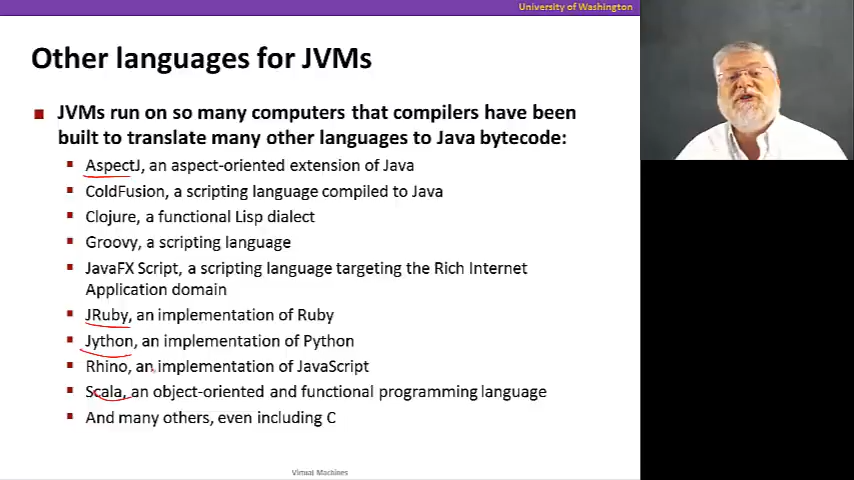 University of Washington
Other languages for JVMs
JVMs run on so many computers that compilers have been
built to translate many other languages to Java bytecode:
AspectJ, an aspect-oriented extension of Java
ColdFusion, a scripting language compiled to Java
Clojure, a functional Lisp dialect
Groovy, a scripting language
JavaFX Script, a scripting language targeting the Rich Internet
Application domain
JRuby, an implementation of Ruby
Jython, an implementation of Python
Rhino, an implementation of JavaScript
Scala, an object-oriented and functional programming language
And many others, even including C
Virtual Machines